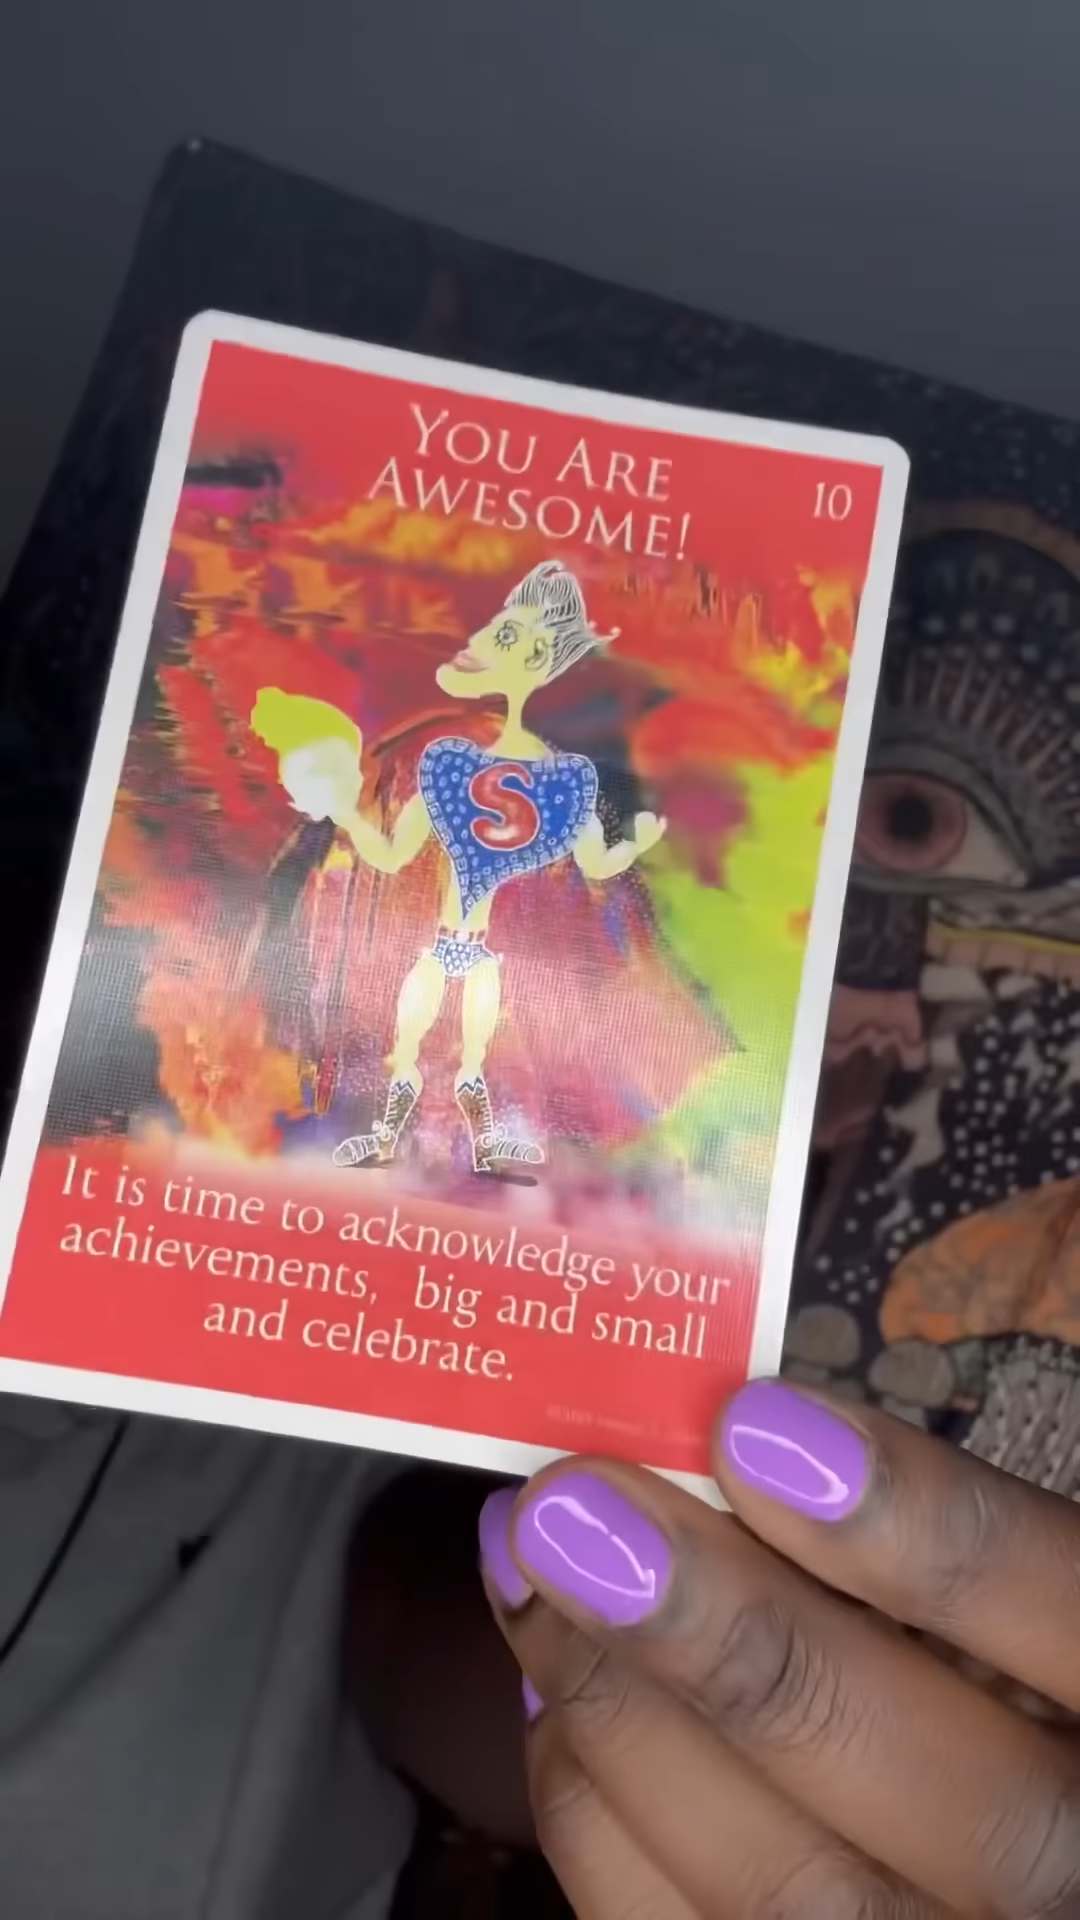 YOU ARE
AWESOME!
10
S
It is time to acknowledge your
achievements, big and small
and celebrate.